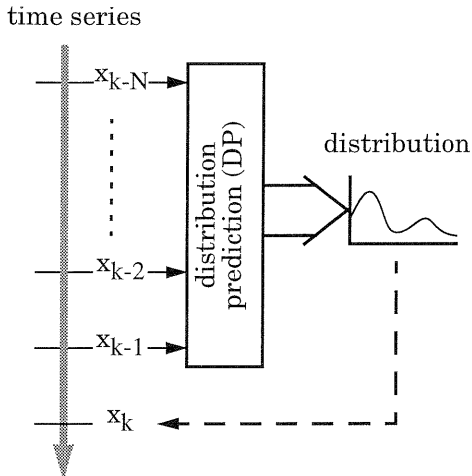 time series
x_{k-N}
distribution
distribution
prediction (DP)
x_{k-2}
x_{k-1}
x_k